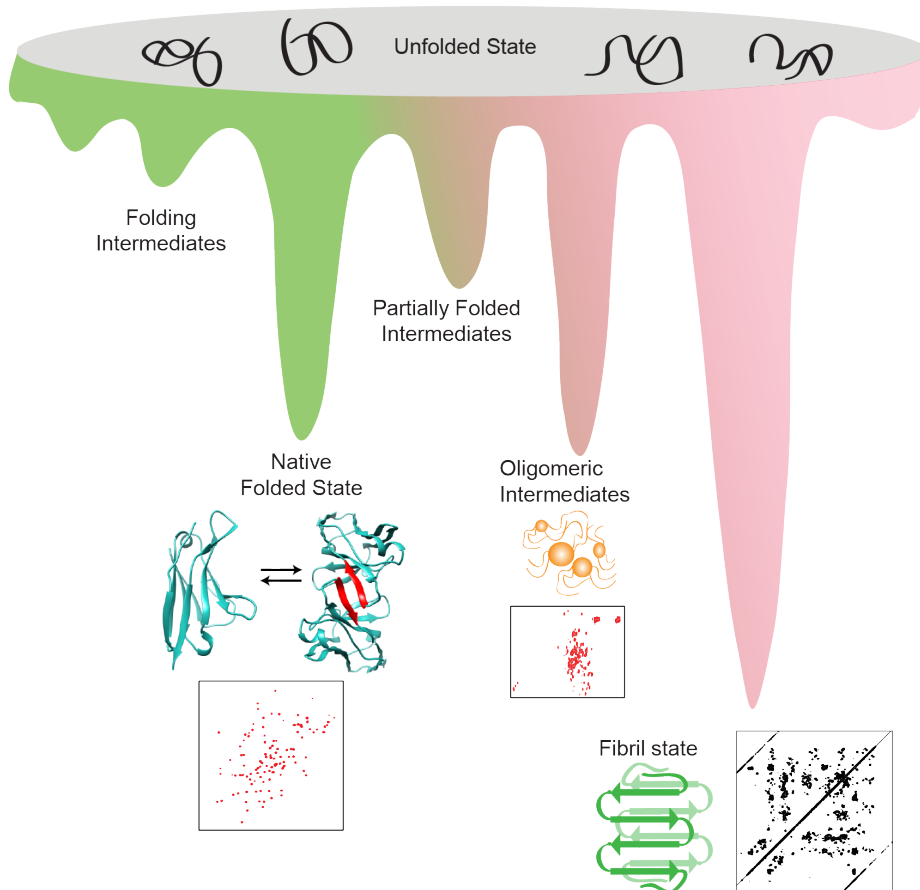 Unfolded State
Folding
Intermediates
Partially Folded
Intermediates
Native
Folded State
Oligomeric
Intermediates
Fibril state